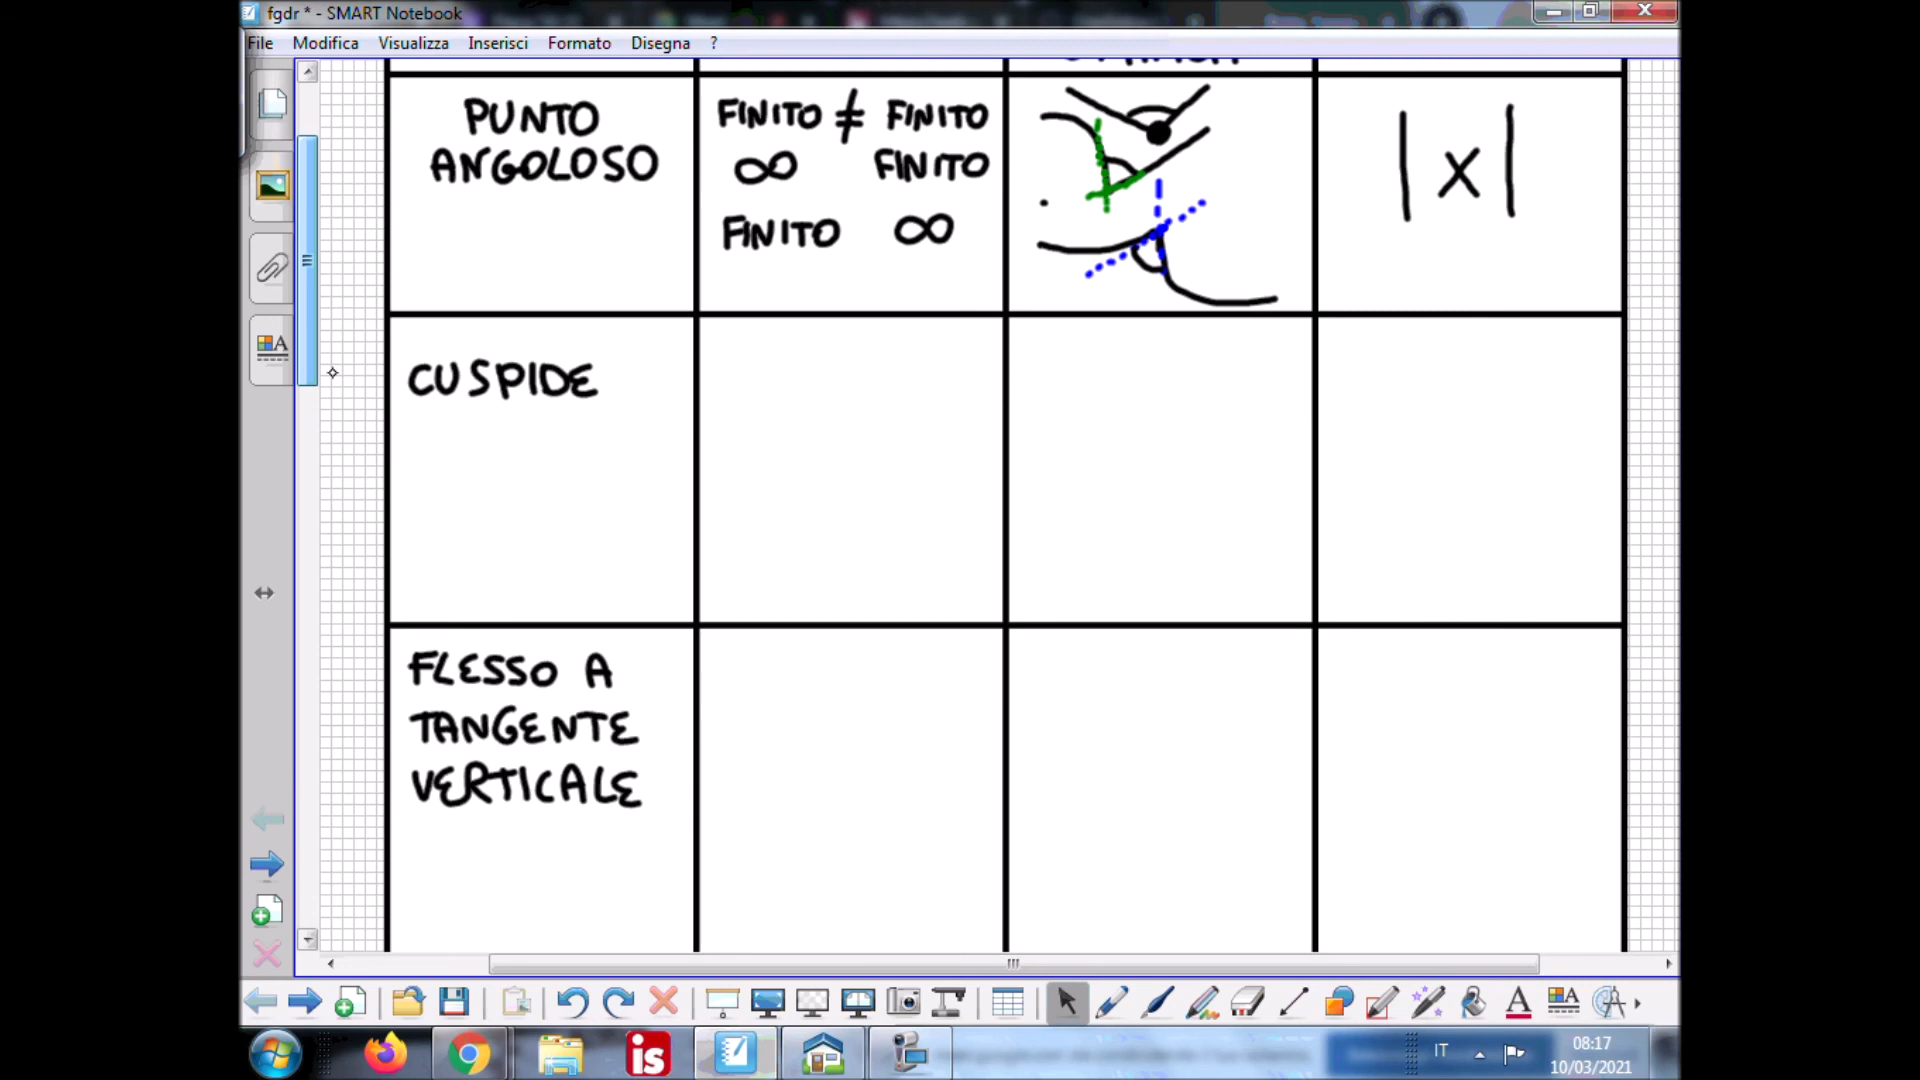 fgdr * - SMART Notebook
File Modifica Visualizza Inserisci Formato Disegna ?
PUNTO ANGOLOSO
FINITO ≠ FINITO
∞ FINITO
FINITO ∞
|x|
CUSPIDE
FLESSO A
TANGENTE
VERTICALE
IT
08:17
10/03/2021